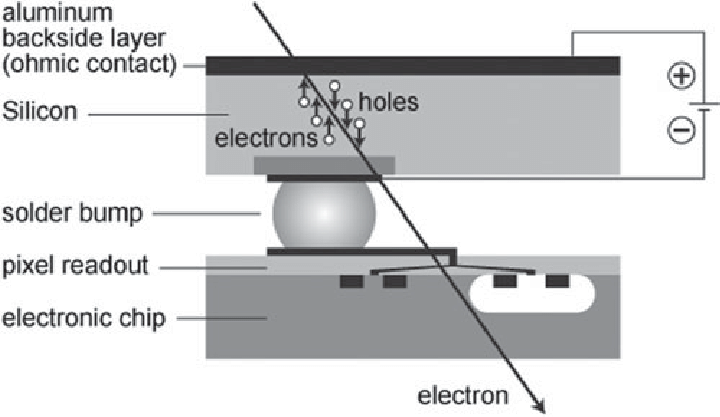 aluminum
backside layer
(ohmic contact)
Silicon
holes
electrons
+
−
solder bump
pixel readout
electronic chip
electron